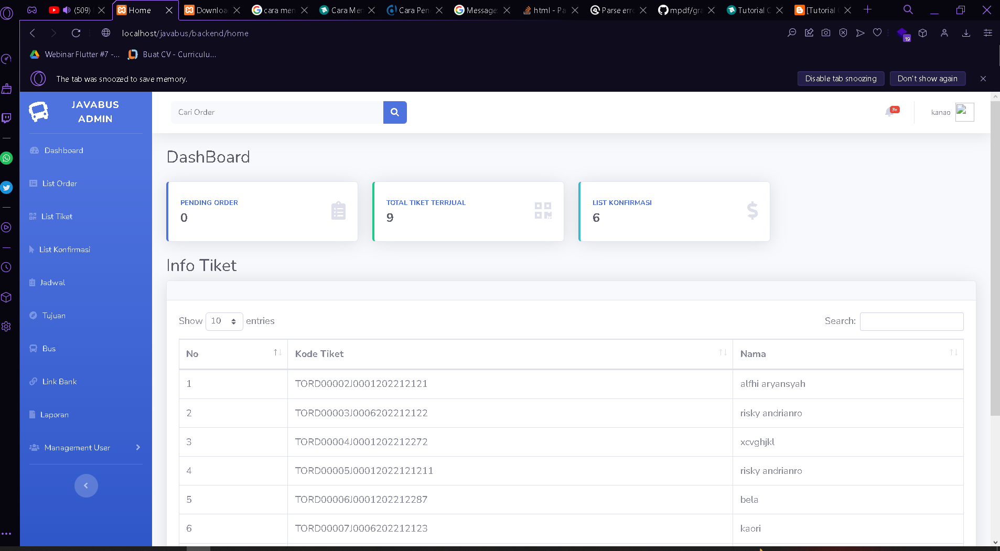 (509)
Home
Downloa
cara men
Cara Men
Cara Pen
Message
html - Pa
Parse erro
mpdf/gra
Tutorial C
[Tutorial
localhost/javabus/backend/home
19
Webinar Flutter #7 -...
Buat CV - Curriculu...
The tab was snoozed to save memory.
Disable tab snoozing
Don't show again
JAVABUS
ADMIN
Cari Order
3+
kanao
Dashboard
List Order
List Tiket
List Konfirmasi
Jadwal
Tujuan
Bus
Link Bank
Laporan
Management User
DashBoard
PENDING ORDER
0
TOTAL TIKET TERRJUAL
9
LIST KONFIRMASI
6
Info Tiket
Show 10 entries
Search:
No Kode Tiket Nama
1 TORD00002J0001202212121 alfhi aryansyah
2 TORD00003J0006202212122 risky andrianro
3 TORD00004J0001202212272 xcvghjkl
4 TORD00005J00012022121211 risky andrianro
5 TORD00006J0001202212287 bela
6 TORD00007J0006202212123 kaori